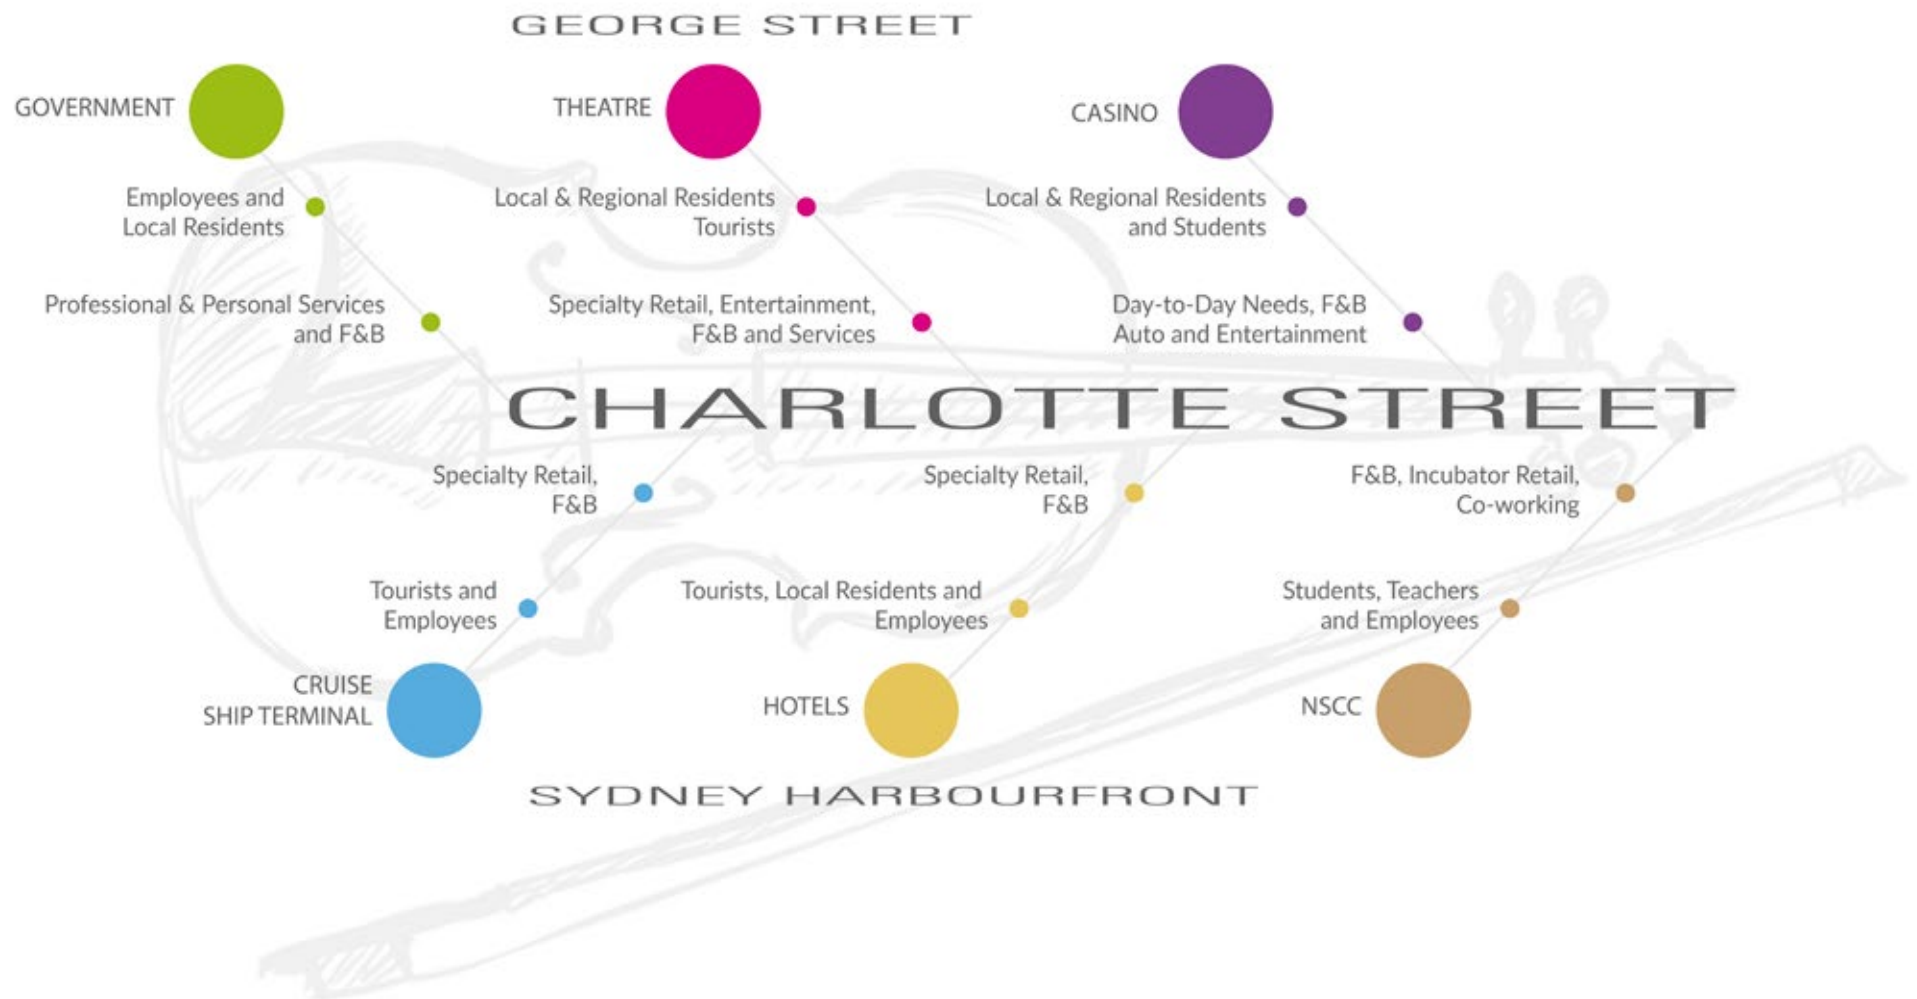 GEORGE STREET
GOVERNMENT
THEATRE
CASINO
Employees and
Local Residents
Local & Regional Residents
Tourists
Local & Regional Residents
and Students
Professional & Personal Services
and F&B
Specialty Retail, Entertainment,
F&B and Services
Day-to-Day Needs, F&B
Auto and Entertainment
CHARLOTTE STREET
Specialty Retail,
F&B
Specialty Retail,
F&B
F&B, Incubator Retail,
Co-working
Tourists and
Employees
Tourists, Local Residents and
Employees
Students, Teachers
and Employees
CRUISE
SHIP TERMINAL
HOTELS
NSCC
SYDNEY HARBOURFRONT